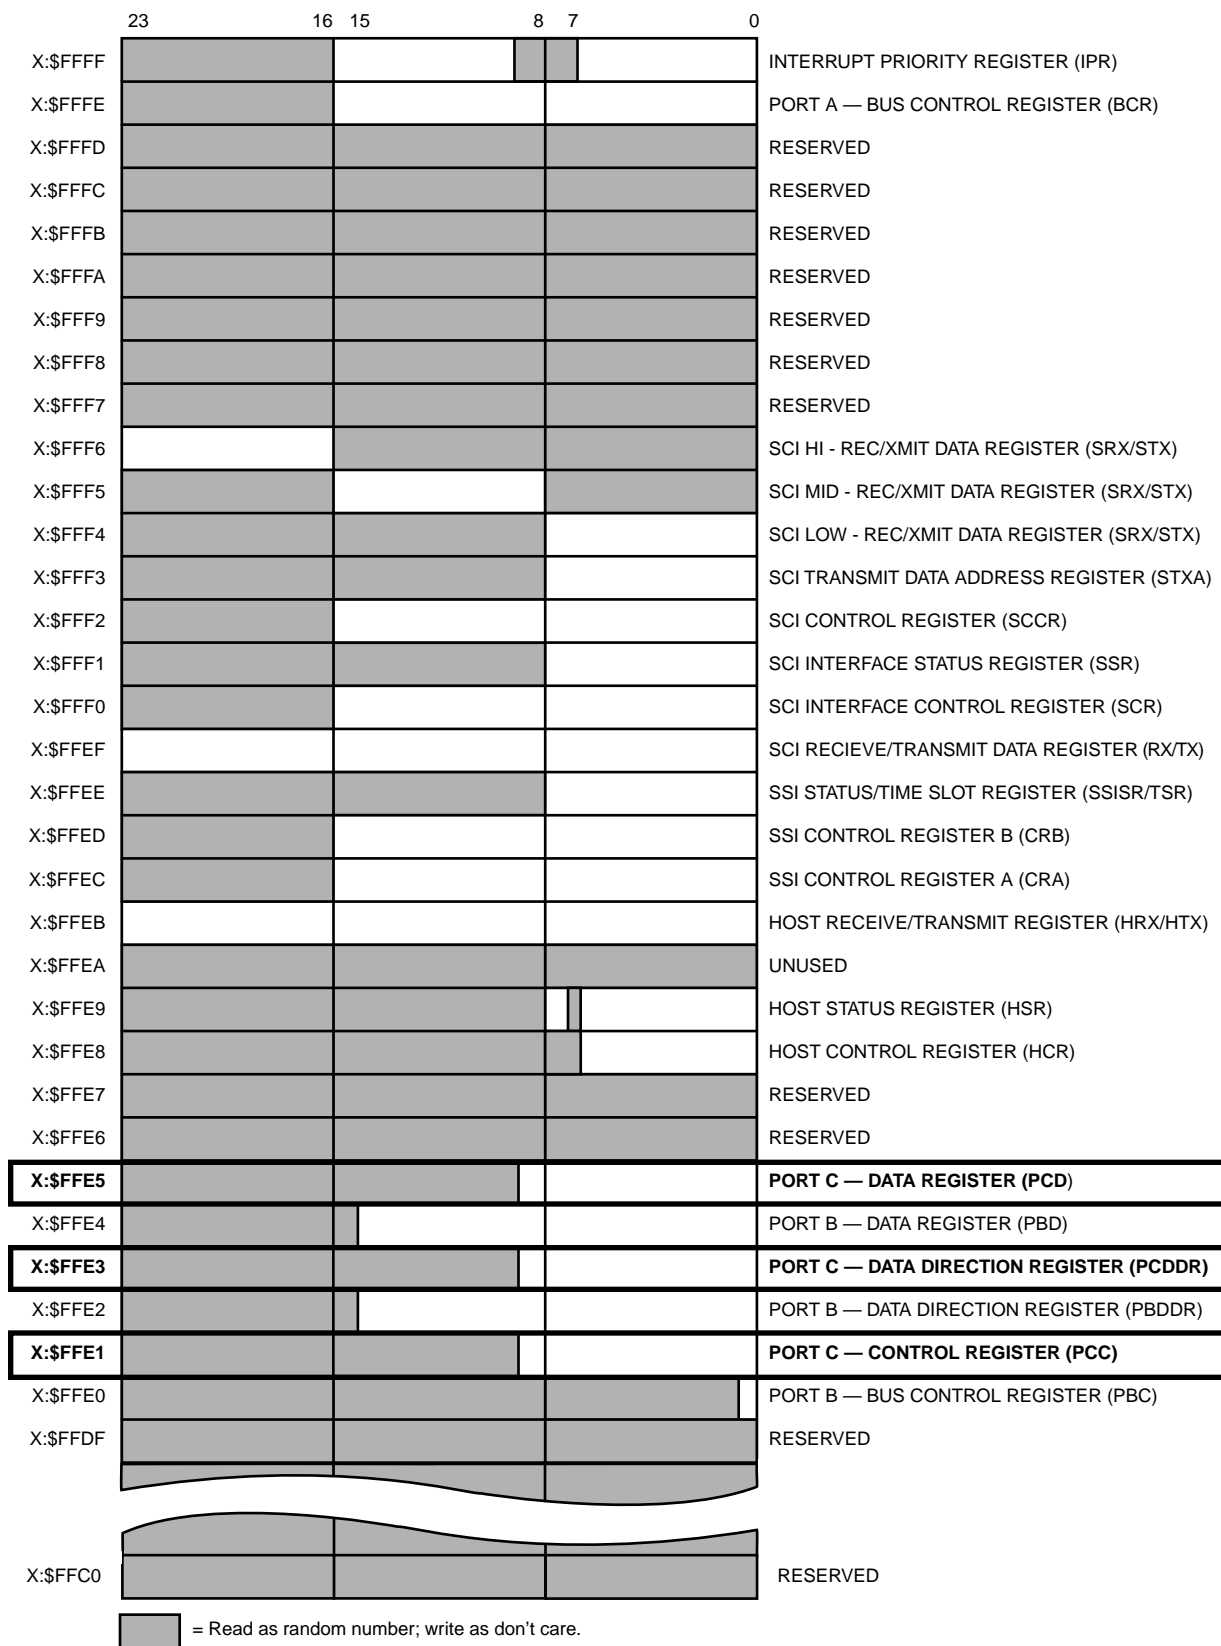 23 16 15 8 7 0
X:$FFFF INTERRUPT PRIORITY REGISTER (IPR)
X:$FFFE PORT A — BUS CONTROL REGISTER (BCR)
X:$FFFD RESERVED
X:$FFFC RESERVED
X:$FFFB RESERVED
X:$FFFA RESERVED
X:$FFF9 RESERVED
X:$FFF8 RESERVED
X:$FFF7 RESERVED
X:$FFF6 SCI HI - REC/XMIT DATA REGISTER (SRX/STX)
X:$FFF5 SCI MID - REC/XMIT DATA REGISTER (SRX/STX)
X:$FFF4 SCI LOW - REC/XMIT DATA REGISTER (SRX/STX)
X:$FFF3 SCI TRANSMIT DATA ADDRESS REGISTER (STXA)
X:$FFF2 SCI CONTROL REGISTER (SCCR)
X:$FFF1 SCI INTERFACE STATUS REGISTER (SSR)
X:$FFF0 SCI INTERFACE CONTROL REGISTER (SCR)
X:$FFEF SCI RECIEVE/TRANSMIT DATA REGISTER (RX/TX)
X:$FFEE SSI STATUS/TIME SLOT REGISTER (SSISR/TSR)
X:$FFED SSI CONTROL REGISTER B (CRB)
X:$FFEC SSI CONTROL REGISTER A (CRA)
X:$FFEB HOST RECEIVE/TRANSMIT REGISTER (HRX/HTX)
X:$FFEA UNUSED
X:$FFE9 HOST STATUS REGISTER (HSR)
X:$FFE8 HOST CONTROL REGISTER (HCR)
X:$FFE7 RESERVED
X:$FFE6 RESERVED
X:$FFE5 PORT C — DATA REGISTER (PCD)
X:$FFE4 PORT B — DATA REGISTER (PBD)
X:$FFE3 PORT C — DATA DIRECTION REGISTER (PCDDR)
X:$FFE2 PORT B — DATA DIRECTION REGISTER (PBDDR)
X:$FFE1 PORT C — CONTROL REGISTER (PCC)
X:$FFE0 PORT B — BUS CONTROL REGISTER (PBC)
X:$FFDF RESERVED
X:$FFC0 RESERVED
= Read as random number; write as don’t care.